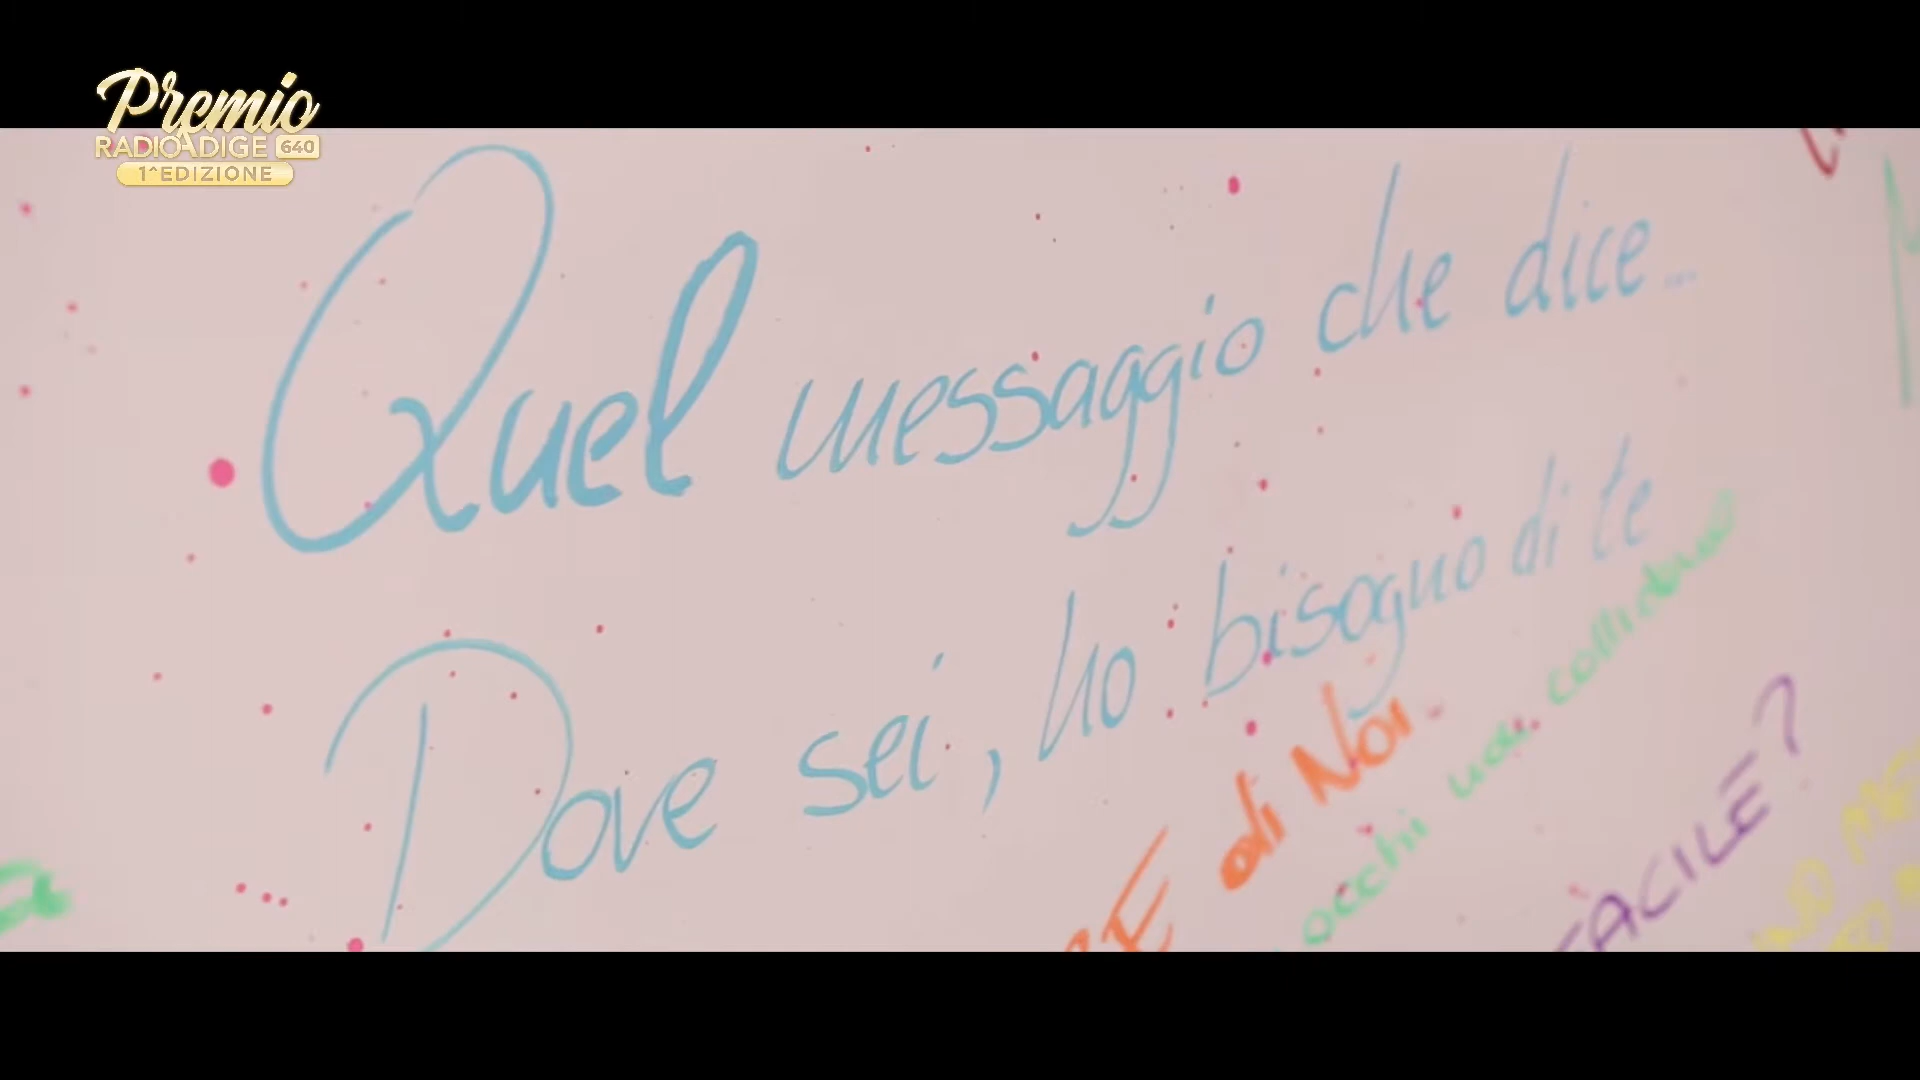 Premio
RADIO ADIGE 640
1^EDIZIONE
Quel messaggio che dice...
Dove sei, ho bisogno di te
di Noi
occhi
FACILE?